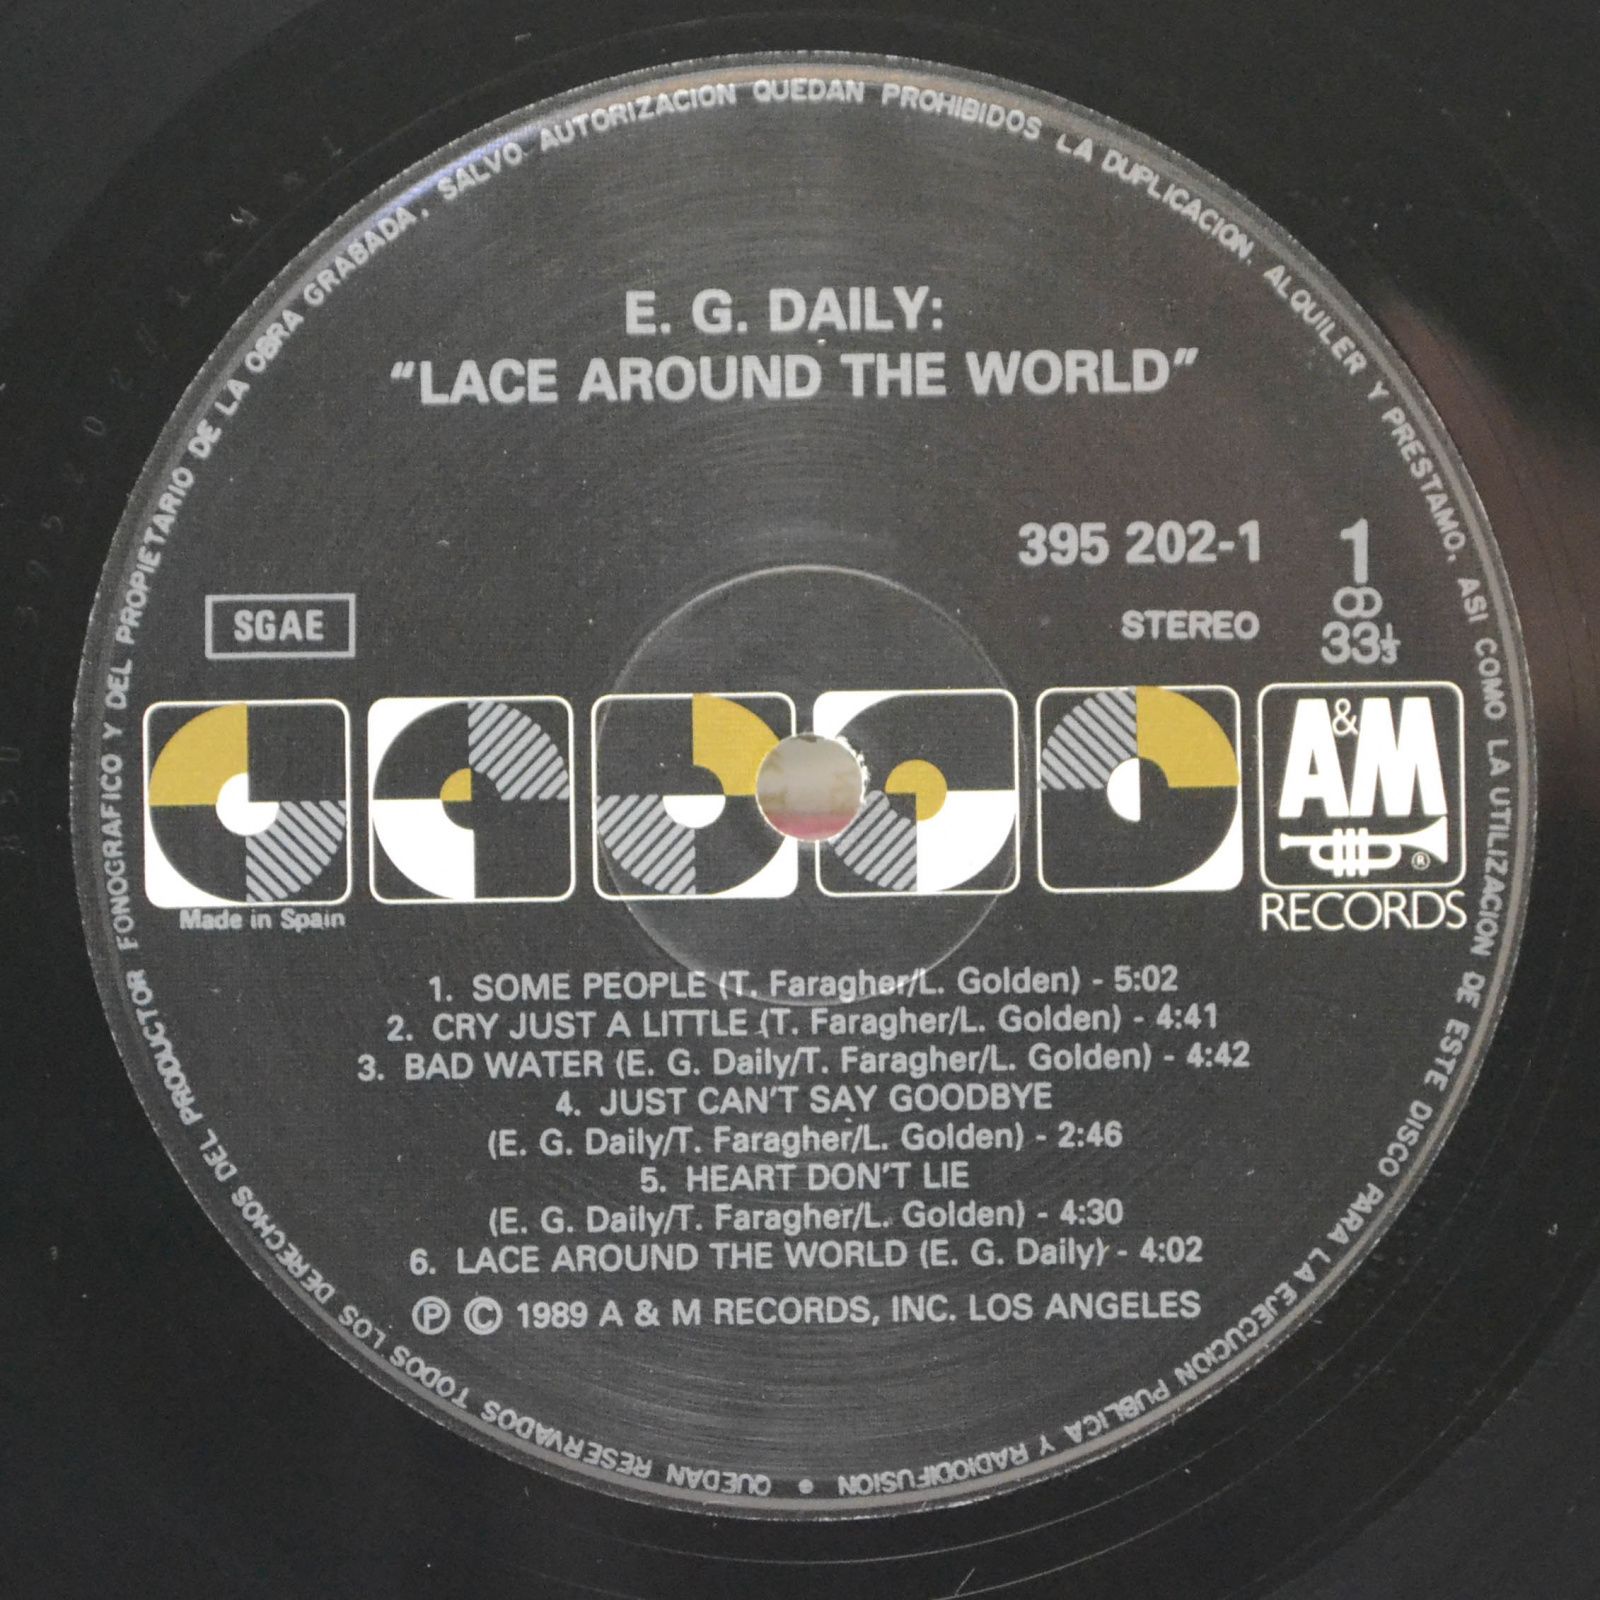 QUEDAN RESERVADOS TODOS LOS DERECHOS DEL PRODUCTOR FONOGRAFICO Y DEL PROPIETARIO DE LA OBRA GRABADA. SALVO AUTORIZACION QUEDAN PROHIBIDOS LA DUPLICACION. ALQUILER Y PRESTAMO. ASI COMO LA UTILIZACION DE ESTE DISCO PARA LA EJECUCION PUBLICA Y RADIODIFUSION •
E. G. DAILY:
"LACE AROUND THE WORLD"
395 202-1
1
SGAE
STEREO
33⅓
A&M
®
RECORDS
Made in Spain
1. SOME PEOPLE (T. Faragher/L. Golden) - 5:02
2. CRY JUST A LITTLE (T. Faragher/L. Golden) - 4:41
3. BAD WATER (E. G. Daily/T. Faragher/L. Golden) - 4:42
4. JUST CAN'T SAY GOODBYE
(E. G. Daily/T. Faragher/L. Golden) - 2:46
5. HEART DON'T LIE
(E. G. Daily/T. Faragher/L. Golden) - 4:30
6. LACE AROUND THE WORLD (E. G. Daily) - 4:02
℗ © 1989 A & M RECORDS, INC. LOS ANGELES